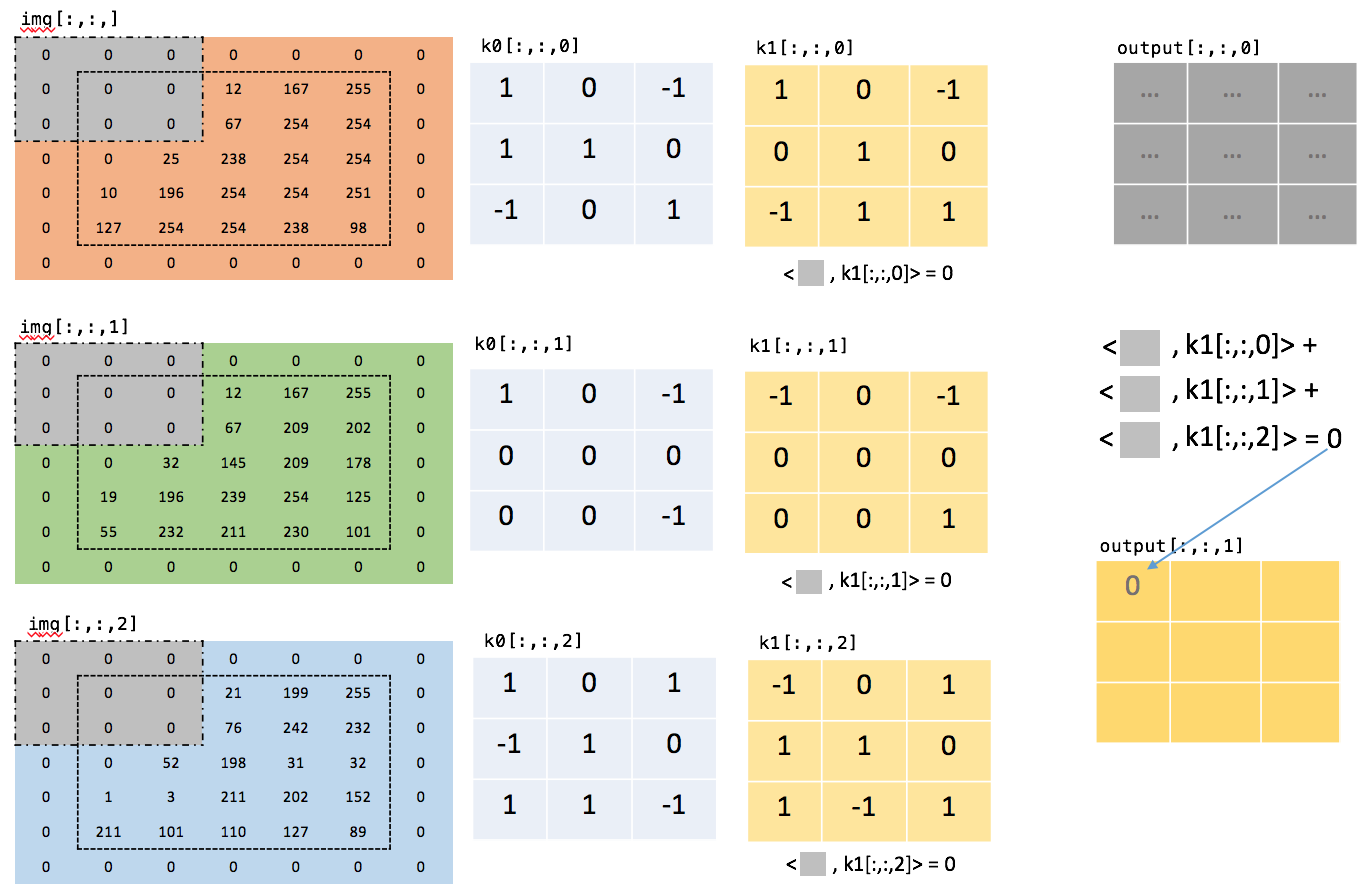 img[:,:,]
0 0 0 0 0 0 0
0 0 0 12 167 255 0
0 0 0 67 254 254 0
0 0 25 238 254 254 0
0 10 196 254 254 251 0
0 127 254 254 238 98 0
0 0 0 0 0 0 0
k0[:,:,0]
1 0 -1
1 1 0
-1 0 1
k1[:,:,0]
1 0 -1
0 1 0
-1 1 1
< , k1[:,:,0]> = 0
output[:,:,0]
... ... ...
... ... ...
... ... ...
img[:,:,1]
0 0 0 0 0 0 0
0 0 0 12 167 255 0
0 0 0 67 209 202 0
0 0 32 145 209 178 0
0 19 196 239 254 125 0
0 55 232 211 230 101 0
0 0 0 0 0 0 0
k0[:,:,1]
1 0 -1
0 0 0
0 0 -1
k1[:,:,1]
-1 0 -1
0 0 0
0 0 1
< , k1[:,:,1]> = 0
< , k1[:,:,0]> +
< , k1[:,:,1]> +
< , k1[:,:,2]> = 0
output[:,:,1]
0
img[:,:,2]
0 0 0 0 0 0 0
0 0 0 21 199 255 0
0 0 0 76 242 232 0
0 0 52 198 31 32 0
0 1 3 211 202 152 0
0 211 101 110 127 89 0
0 0 0 0 0 0 0
k0[:,:,2]
1 0 1
-1 1 0
1 1 -1
k1[:,:,2]
-1 0 1
1 1 0
1 -1 1
< , k1[:,:,2]> = 0